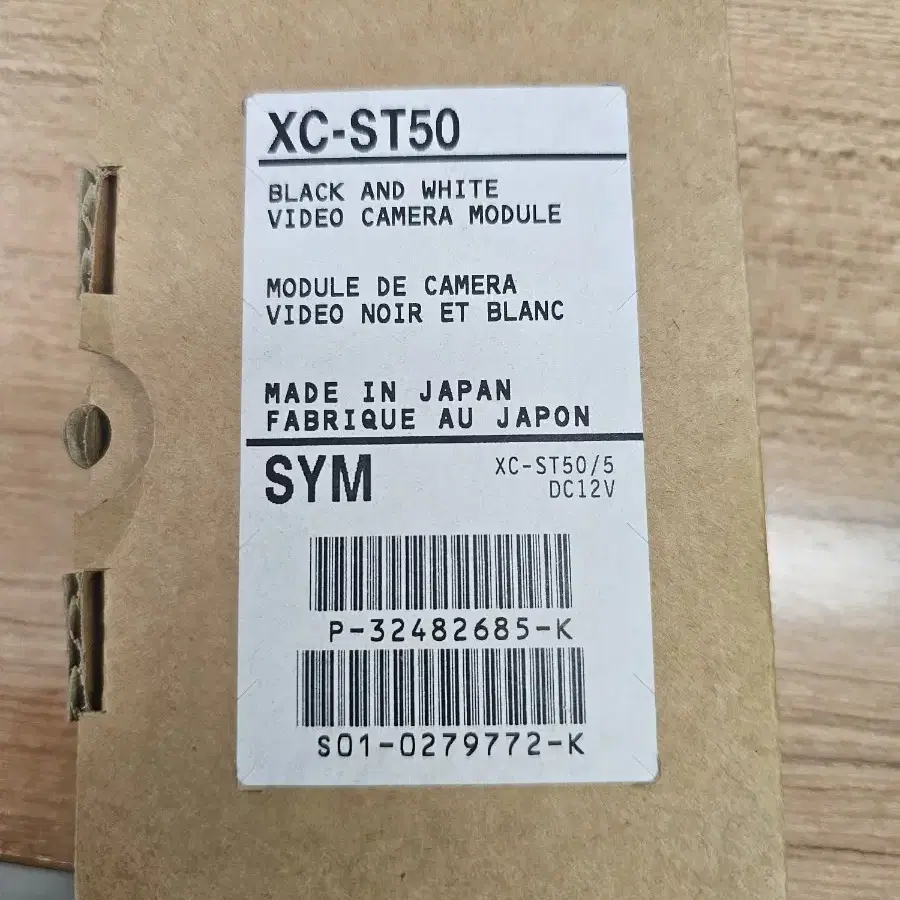 XC-ST50
BLACK AND WHITE
VIDEO CAMERA MODULE
MODULE DE CAMERA
VIDEO NOIR ET BLANC
MADE IN JAPAN
FABRIQUE AU JAPON
SYM
XC-ST50/5
DC12V
P-32482685-K
S01-0279772-K